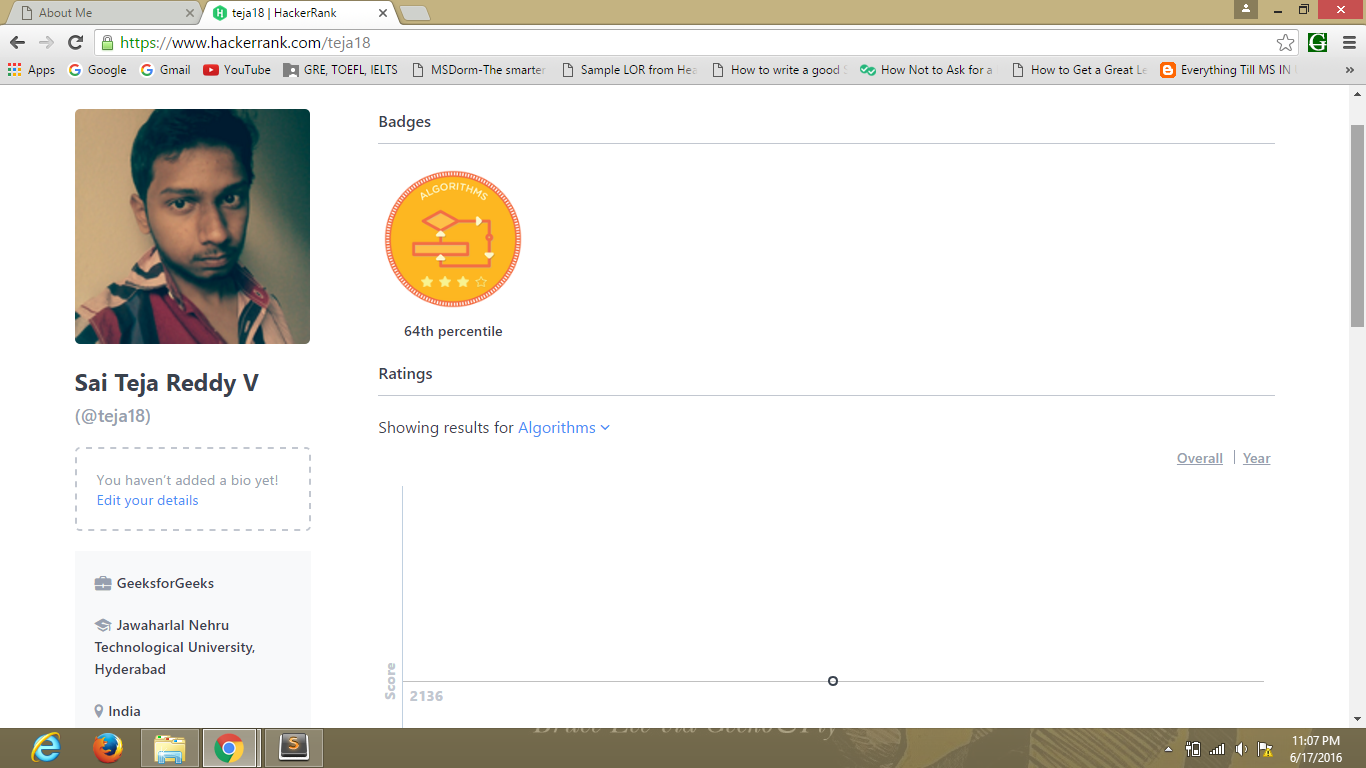 About Me
teja18 | HackerRank
https://www.hackerrank.com/teja18
Apps
Google
Gmail
YouTube
GRE, TOEFL, IELTS
MSDorm-The smarter
Sample LOR from Hea
How to write a good
How Not to Ask for a
How to Get a Great Le
Everything Till MS IN
»
Badges
ALGORITHMS
64th percentile
Sai Teja Reddy V
(@teja18)
You haven't added a bio yet!
Edit your details
GeeksforGeeks
Jawaharlal Nehru
Technological University,
Hyderabad
India
Ratings
Showing results for Algorithms
Overall | Year
Score
2136
11:07 PM
6/17/2016